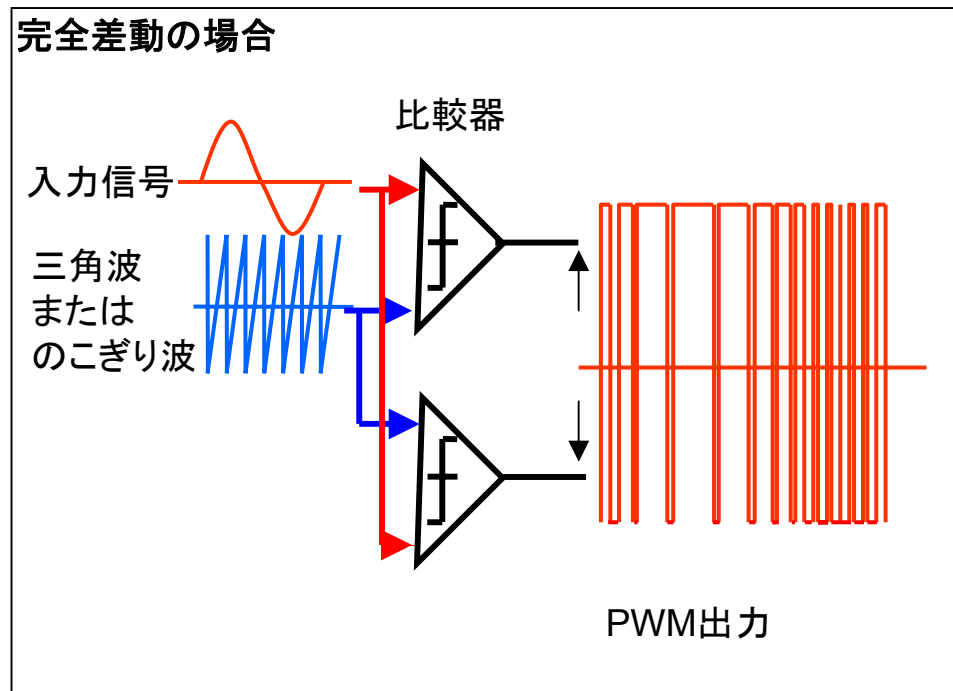 完全差動の場合
比較器
入力信号
三角波
または
のこぎり波
PWM出力